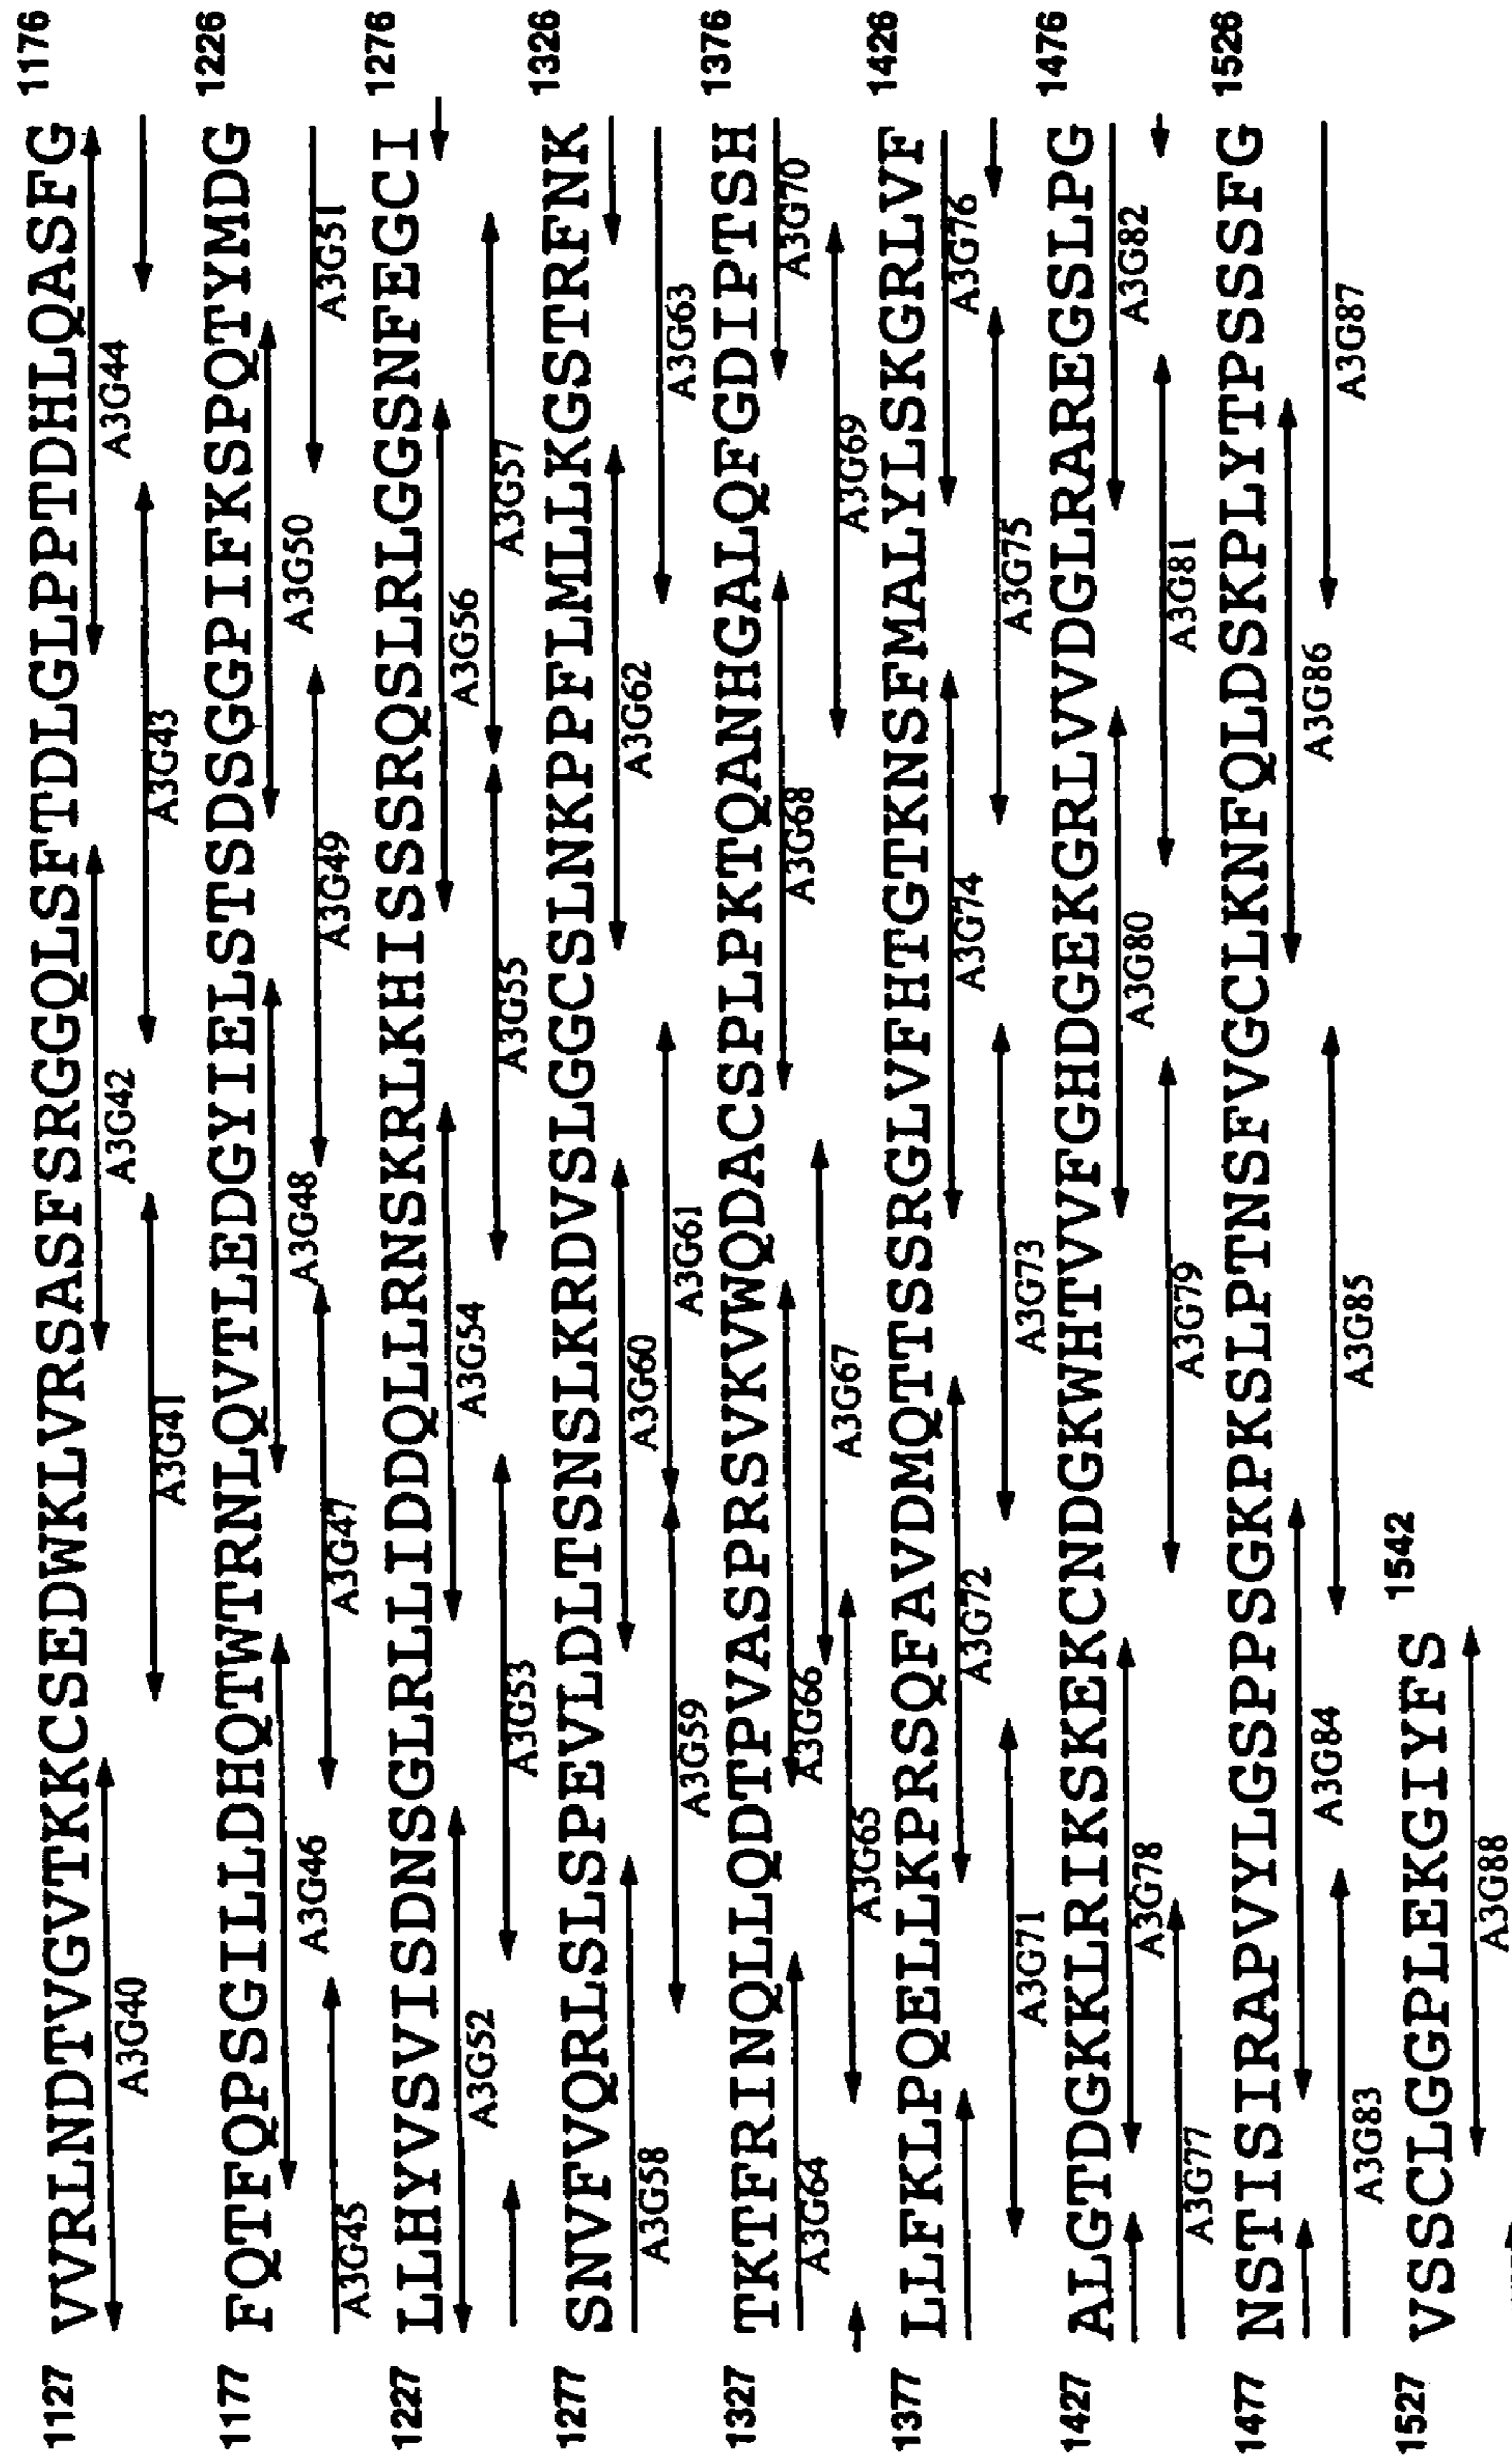 1127 VVRLNDTVGVTKKCSEDWKLVRSASFSRGGQLSFTDLGLPPTDHLQASFG 1176
A3G40 A3G42 A3G44
A3G41 A3G43
1177 FQTFQPSGILLDHQTWTRNLQVTLEDGYIELSTSDSGGPIFKSPQTYMDG 1226
A3G46 A3G48 A3G50
A3G45 A3G47 A3G49 A3G51
1227 LLHYVSVISDNSGLRLLIDDQLLRNSKRLKHISSSRQSLRLGGSNFEGCI 1276
A3G52 A3G54 A3G56
A3G53 A3G55 A3G57
1277 SNVFVQRLSLSPEVLDLTSNSLKRDVSLGGCSLNKPPFLMLLKGSTRFNK 1326
A3G58 A3G60 A3G62
A3G59 A3G61 A3G63
1327 TKTFRINQLLQDTPVASPRSVKVWQDACSPLPKTQANHGALQFGDIPTSH 1376
A3G64 A3G66 A3G68 A3G70
A3G65 A3G67 A3G69
1377 LLFKLPQELLKPRSQFAVDMQTTSSRGLVFHTGTKNSFMALYLSKGRLVF 1426
A3G72 A3G74 A3G76
A3G71 A3G73 A3G75
1427 ALGTDGKKLRIKSKEKCNDGKWHTVVFGHDGEKGRLVVDGLRAREGSLPG 1476
A3G78 A3G80 A3G82
A3G77 A3G79 A3G81
1477 NSTISIRAPVYLGSPPSGKPKSLPTNSFVGCLKNFQLDSKPLYTPSSSFG 1526
A3G84 A3G86
A3G83 A3G85 A3G87
1527 VSSCLGGPLEKGIYFS 1542
A3G88